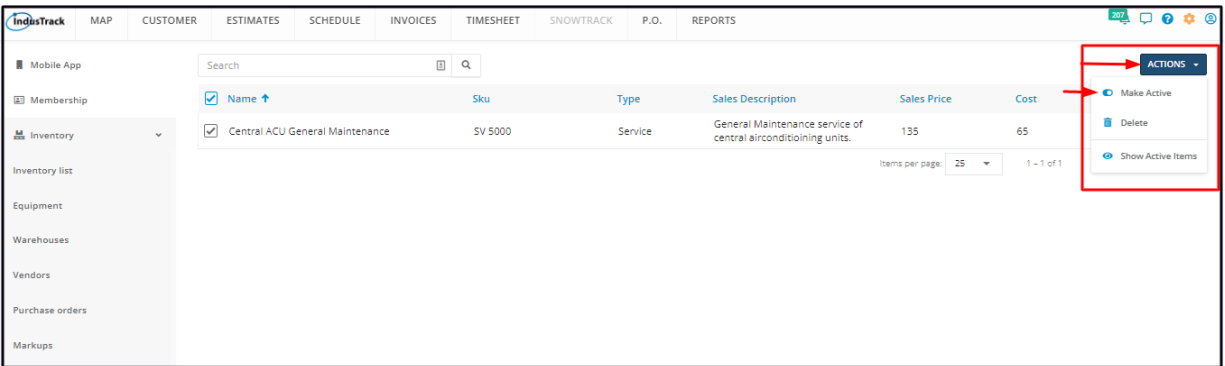 IndusTrack MAP CUSTOMER ESTIMATES SCHEDULE INVOICES TIMESHEET SNOWTRACK P.O. REPORTS 207
Mobile App
Membership
Inventory
Inventory list
Equipment
Warehouses
Vendors
Purchase orders
Markups
Search
ACTIONS
Make Active
Delete
Show Active Items
Name Sku Type Sales Description Sales Price Cost
Central ACU General Maintenance SV 5000 Service General Maintenance service of
central airconditioining units. 135 65
Items per page: 25 1 – 1 of 1